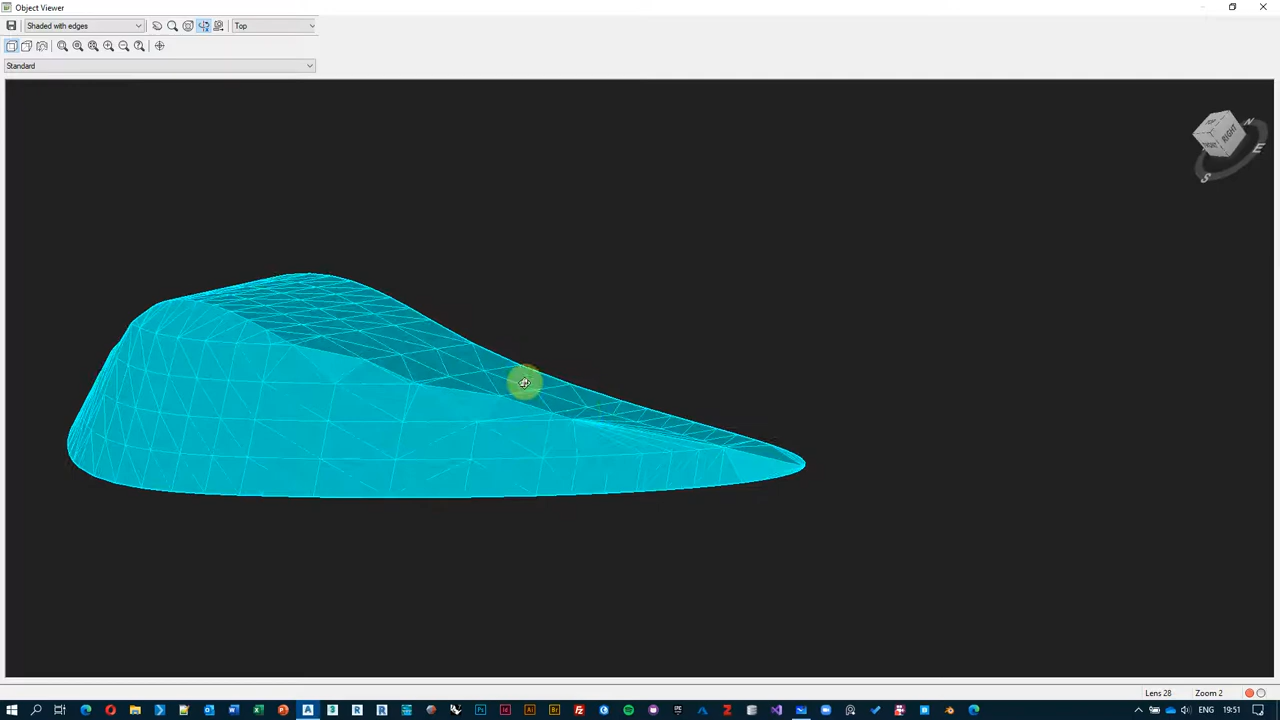 Object Viewer
Shaded with edges
Top
Standard
RIGHT
N
E
S
Lens 28
Zoom 2
ENG
19:51